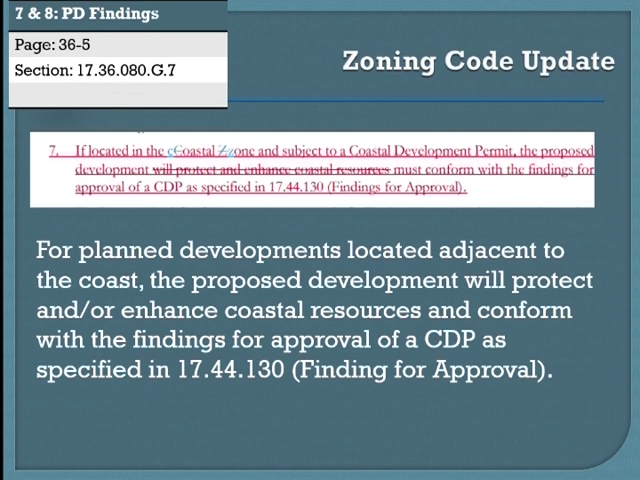 7 & 8: PD Findings
Page: 36-5
Section: 17.36.080.G.7
Zoning Code Update
7. If located in the cCoastal Zzone and subject to a Coastal Development Permit, the proposed
development will protect and enhance coastal resources must conform with the findings for
approval of a CDP as specified in 17.44.130 (Findings for Approval).
For planned developments located adjacent to
the coast, the proposed development will protect
and/or enhance coastal resources and conform
with the findings for approval of a CDP as
specified in 17.44.130 (Finding for Approval).